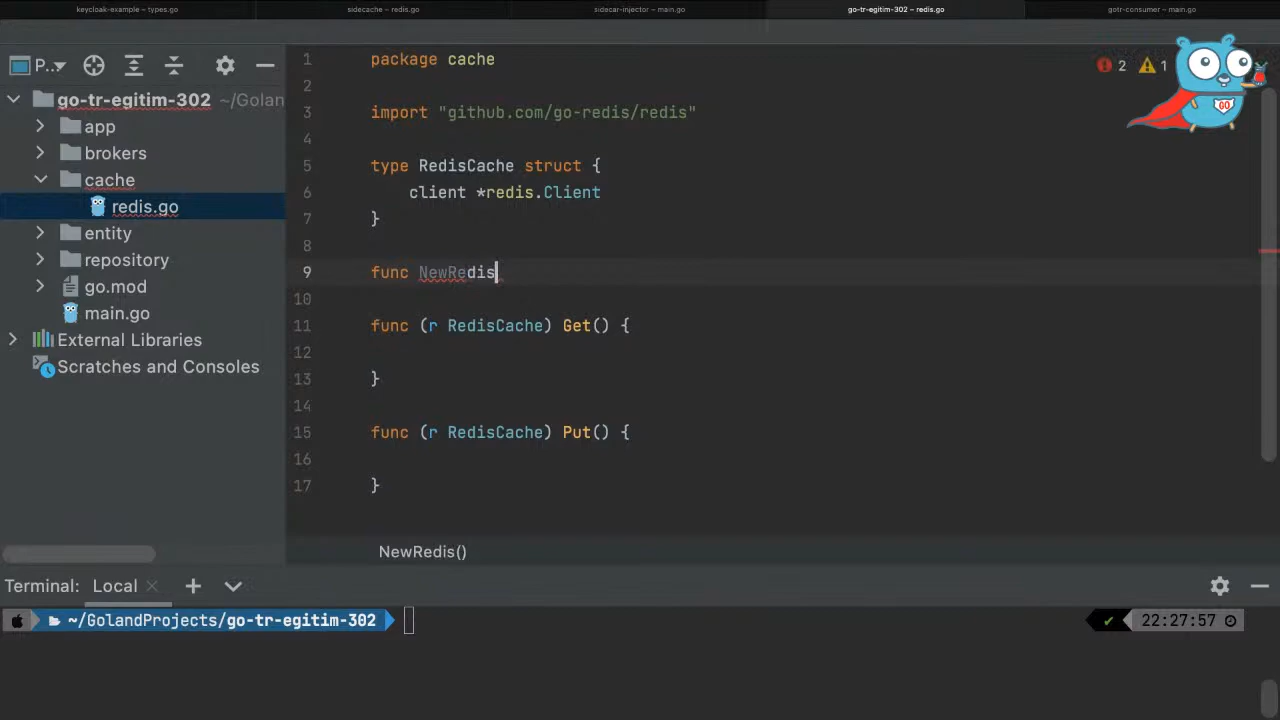 keycloak-example – types.go
sidecache – redis.go
sidecar-injector – main.go
go-tr-egitim-302 – redis.go
gotr-consumer – main.go
P..
go-tr-egitim-302 ~/Golan
app
brokers
cache
redis.go
entity
repository
go.mod
main.go
External Libraries
Scratches and Consoles
1 package cache
2
3 import "github.com/go-redis/redis"
4
5 type RedisCache struct {
6 client *redis.Client
7 }
8
9 func NewRedis
10
11 func (r RedisCache) Get() {
12
13 }
14
15 func (r RedisCache) Put() {
16
17 }
2 1
GO
NewRedis()
Terminal: Local
~/GolandProjects/go-tr-egitim-302
22:27:57